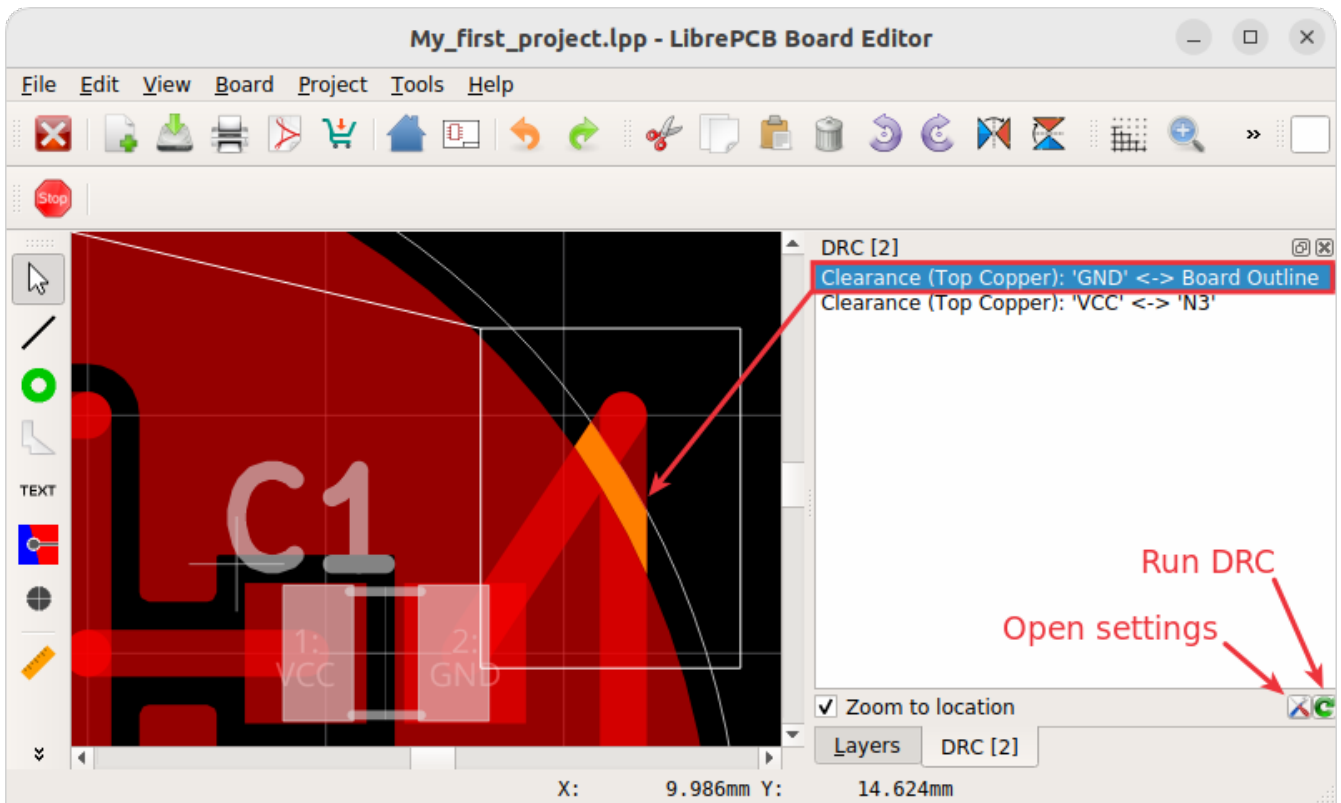 My_first_project.lpp - LibrePCB Board Editor
File Edit View Board Project Tools Help
»
Stop
DRC [2]
Clearance (Top Copper): 'GND' <-> Board Outline
Clearance (Top Copper): 'VCC' <-> 'N3'
TEXT
C1
1:
VCC
2:
GND
Run DRC
Open settings
Zoom to location
Layers DRC [2]
X: 9.986mm Y: 14.624mm